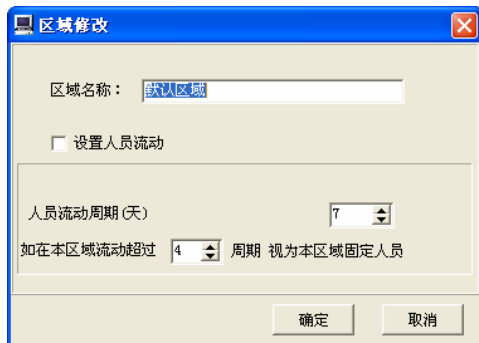 区域修改
区域名称： 默认区域
设置人员流动
人员流动周期(天) 7
如在本区域流动超过 4 周期 视为本区域固定人员
确定 取消